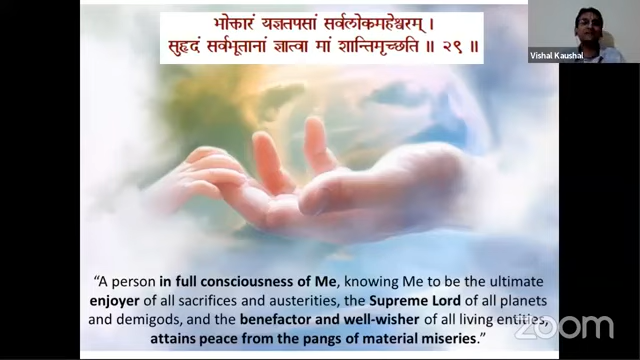 भोक्तारं यज्ञतपसां सर्वलोकमहेश्वरम् ।
सुहृदं सर्वभूतानां ज्ञात्वा मां शान्तिमृच्छति ॥ २९ ॥
Vishal Kaushal
“A person in full consciousness of Me, knowing Me to be the ultimate
enjoyer of all sacrifices and austerities, the Supreme Lord of all planets
and demigods, and the benefactor and well-wisher of all living entities,
attains peace from the pangs of material miseries.”
zoom